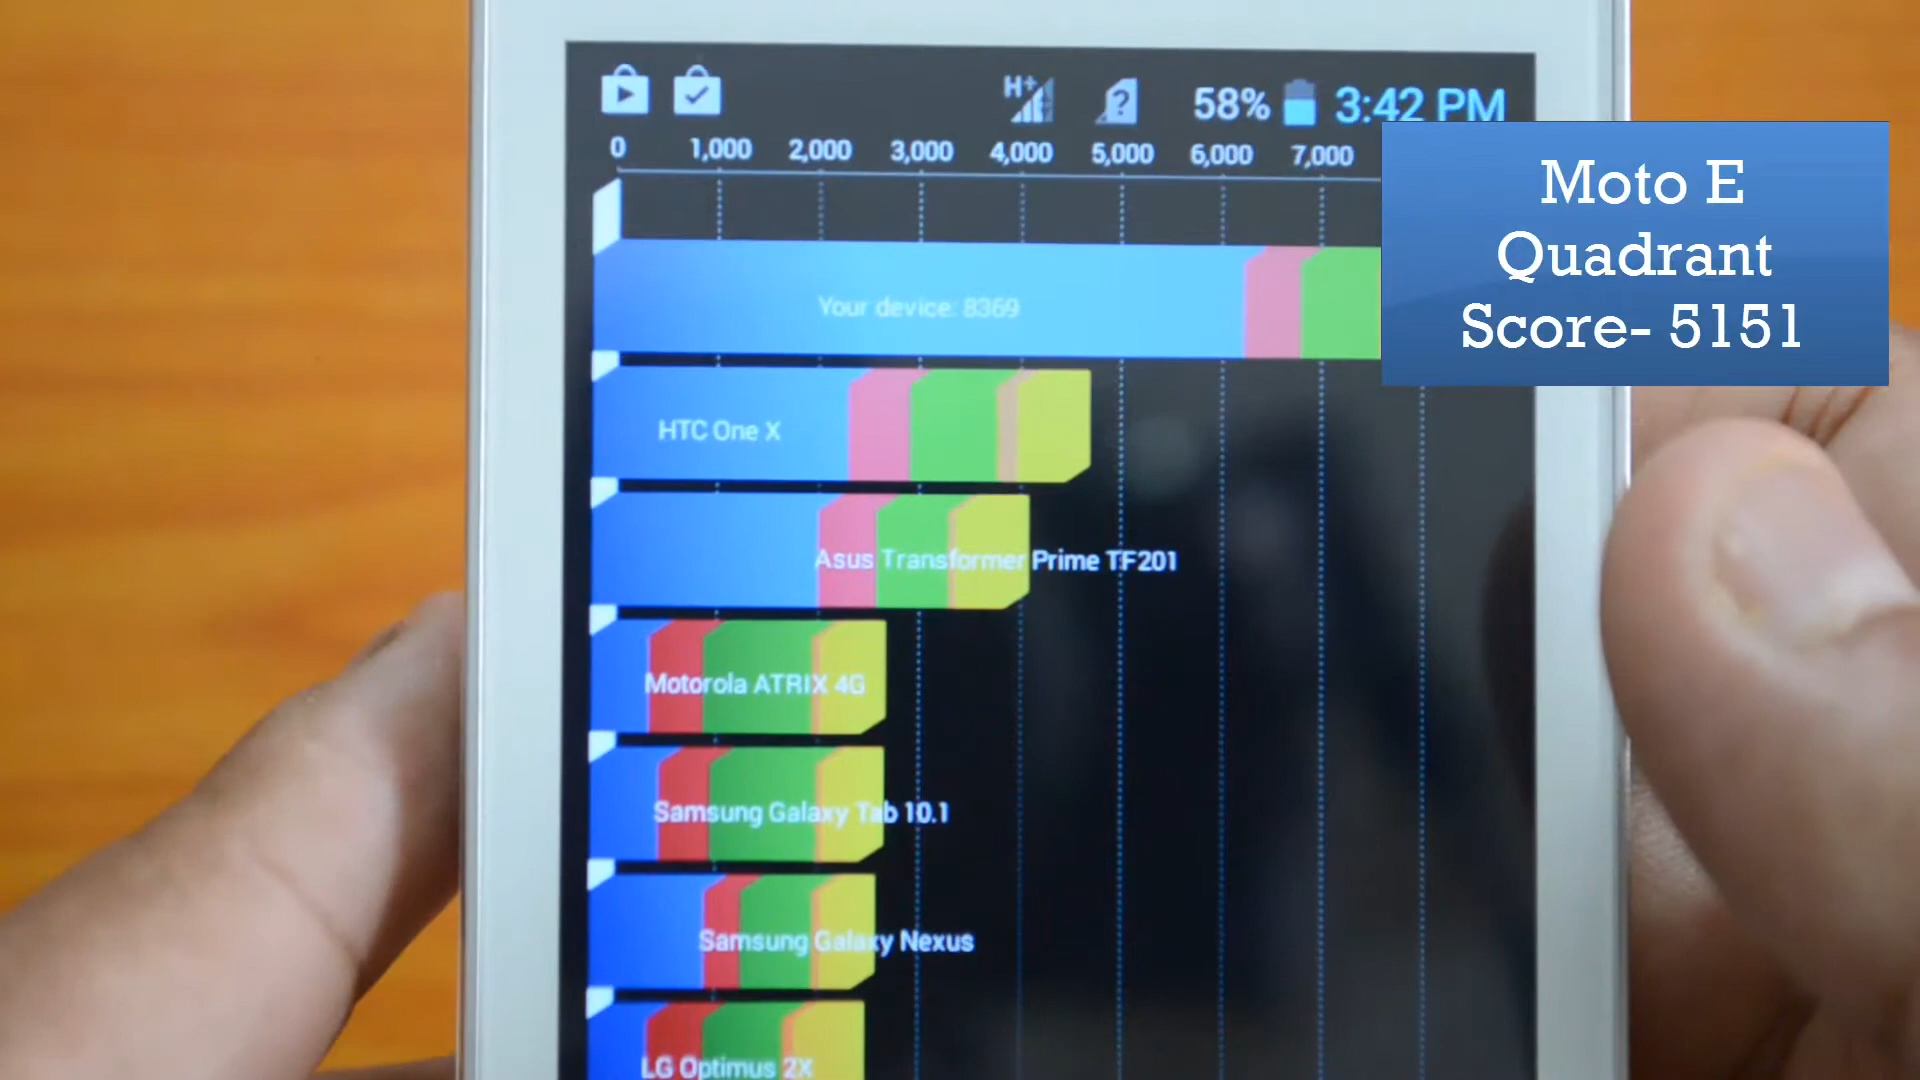 H+ ? 58% 3:42 PM
0 1,000 2,000 3,000 4,000 5,000 6,000 7,000
Moto E
Quadrant
Score- 5151
Your device: 8369
HTC One X
Asus Transformer Prime TF201
Motorola ATRIX 4G
Samsung Galaxy Tab 10.1
Samsung Galaxy Nexus
LG Optimus 2X